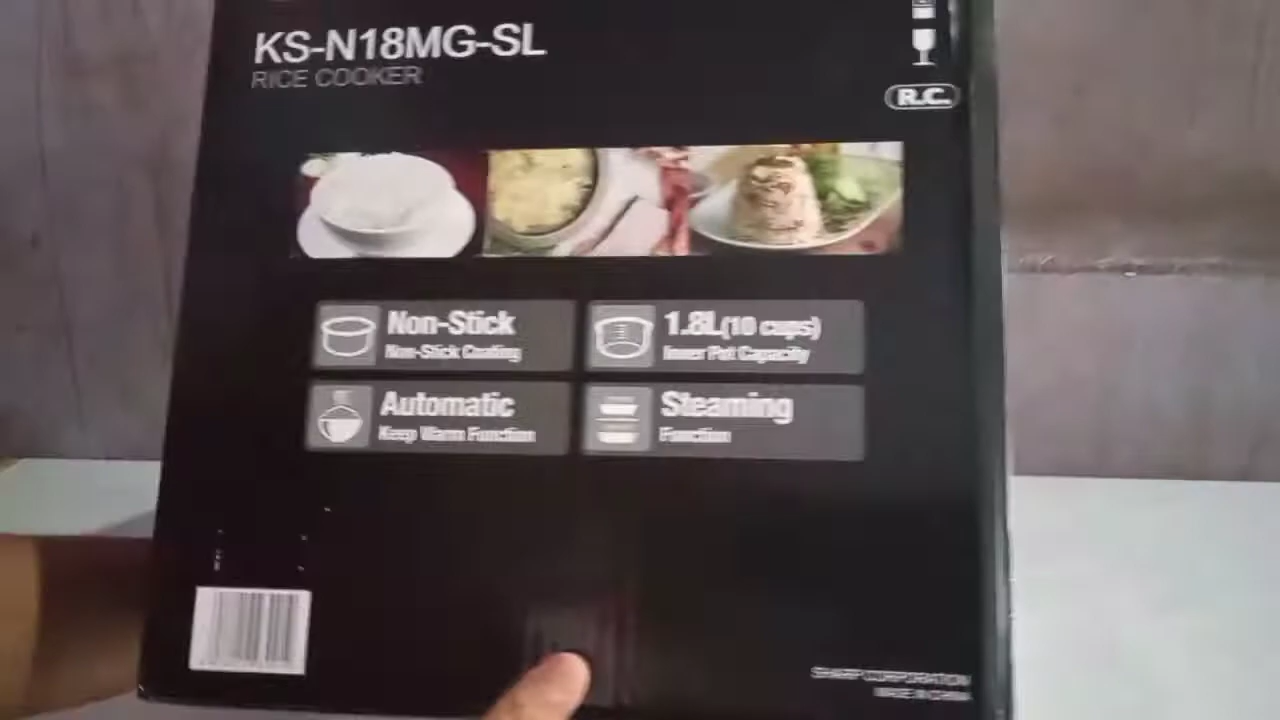 KS-N18MG-SL
RICE COOKER
R.C.
Non-Stick
Non-Stick Coating
1.8L(10 cups)
Inner Pot Capacity
Automatic
Keep Warm Function
Steaming
Function
SHARP CORPORATION
MADE IN CHINA